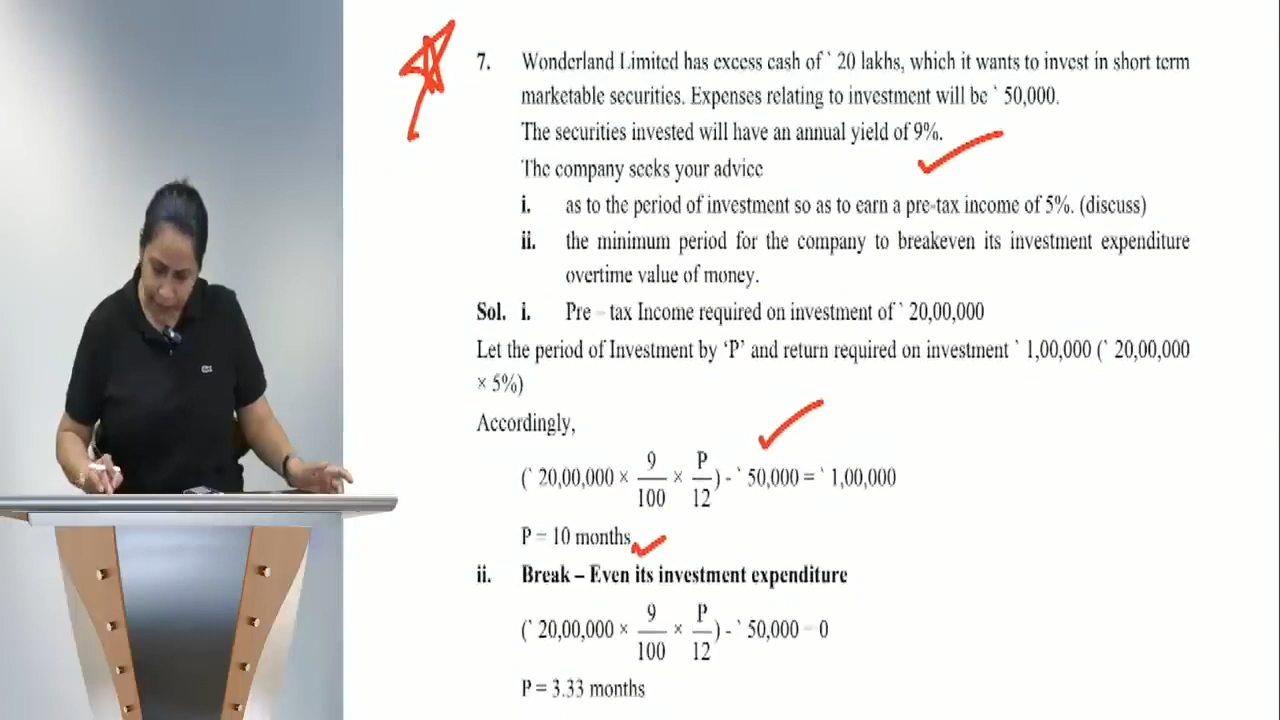 7. Wonderland Limited has excess cash of ` 20 lakhs, which it wants to invest in short term
marketable securities. Expenses relating to investment will be ` 50,000.
The securities invested will have an annual yield of 9%.
The company seeks your advice
i. as to the period of investment so as to earn a pre-tax income of 5%. (discuss)
ii. the minimum period for the company to breakeven its investment expenditure
overtime value of money.
Sol. i. Pre – tax Income required on investment of ` 20,00,000
Let the period of Investment by ‘P’ and return required on investment ` 1,00,000 (` 20,00,000
× 5%)
Accordingly,
(` 20,00,000 × 9/100 × P/12) - ` 50,000 = ` 1,00,000
P = 10 months
ii. Break – Even its investment expenditure
(` 20,00,000 × 9/100 × P/12) - ` 50,000 = 0
P = 3.33 months